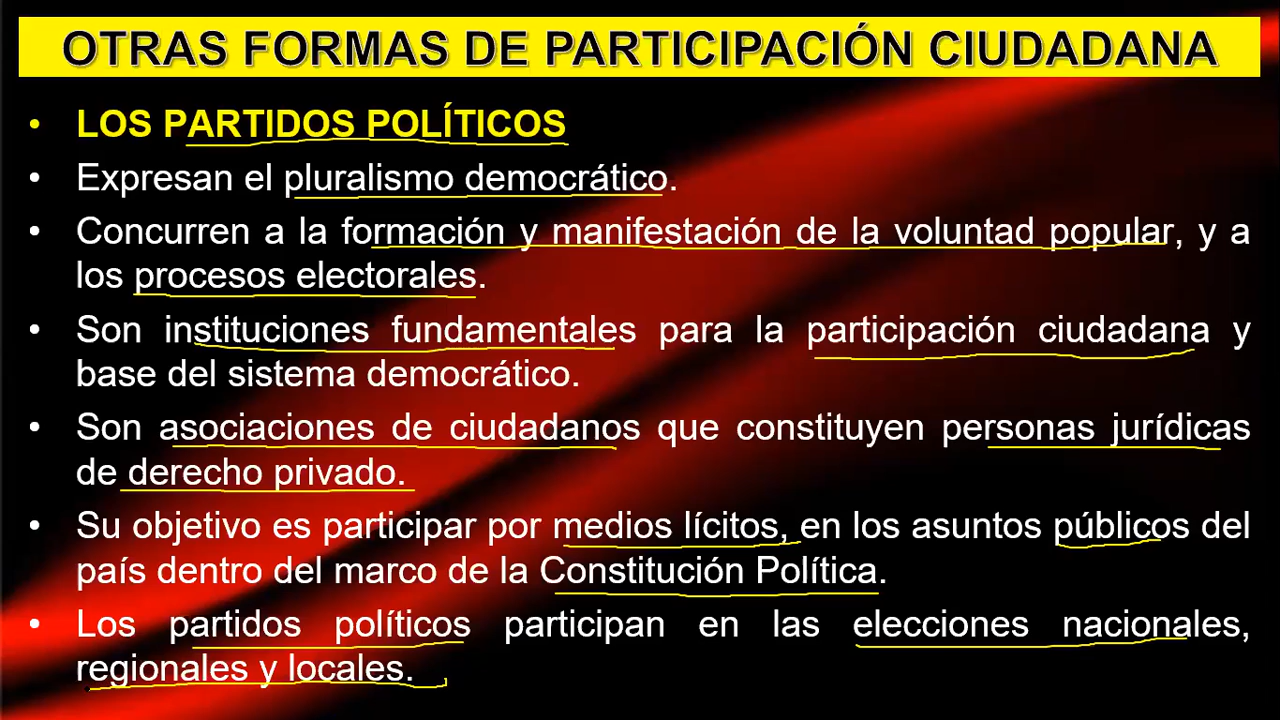 OTRAS FORMAS DE PARTICIPACIÓN CIUDADANA
• LOS PARTIDOS POLÍTICOS
• Expresan el pluralismo democrático.
• Concurren a la formación y manifestación de la voluntad popular, y a
los procesos electorales.
• Son instituciones fundamentales para la participación ciudadana y
base del sistema democrático.
• Son asociaciones de ciudadanos que constituyen personas jurídicas
de derecho privado.
• Su objetivo es participar por medios lícitos, en los asuntos públicos del
país dentro del marco de la Constitución Política.
• Los partidos políticos participan en las elecciones nacionales,
regionales y locales.